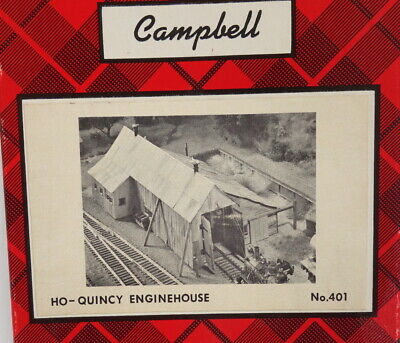 Campbell
HO-QUINCY ENGINEHOUSE No.401